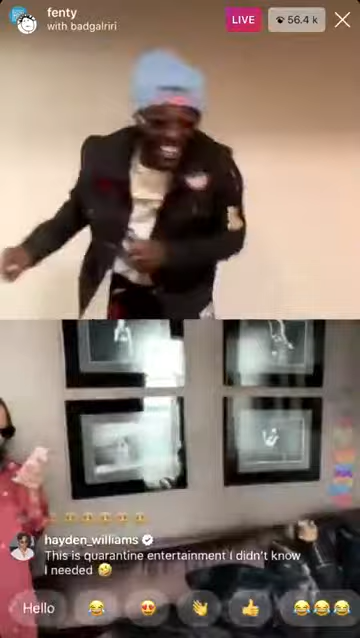 fenty
with badgalriri
LIVE
56.4 k
hayden_williams
This is quarantine entertainment I didn't know
I needed 🤣
Hello